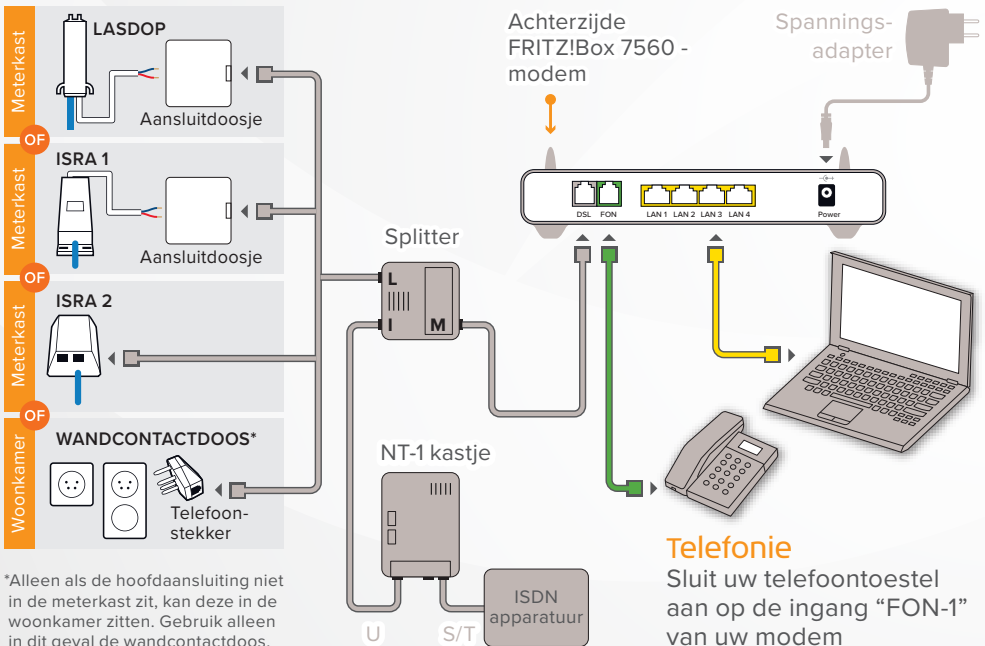 Meterkast
LASDOP
Aansluitdoosje
OF
Meterkast
ISRA 1
Aansluitdoosje
OF
Meterkast
ISRA 2
OF
Woonkamer
WANDCONTACTDOOS*
Telefoon-
stekker
*Alleen als de hoofdaansluiting niet
in de meterkast zit, kan deze in de
woonkamer zitten. Gebruik alleen
in dit geval de wandcontactdoos.
Splitter
L
I
M
NT-1 kastje
U
S/T
ISDN
apparatuur
Achterzijde
FRITZ!Box 7560 -
modem
Spannings-
adapter
DSL FON LAN 1 LAN 2 LAN 3 LAN 4 Power
Telefonie
Sluit uw telefoontoestel
aan op de ingang “FON-1”
van uw modem